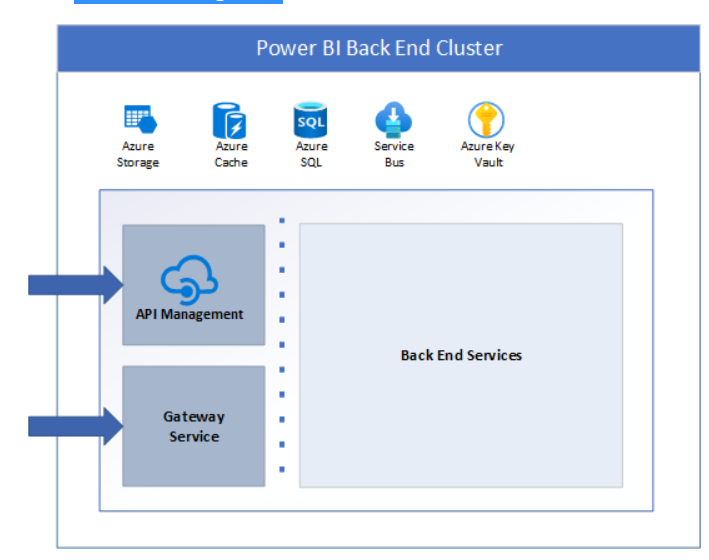 Power BI Back End Cluster
SQL
Azure Storage
Azure Cache
Azure SQL
Service Bus
Azure Key Vault
API Management
Back End Services
Gateway
Service